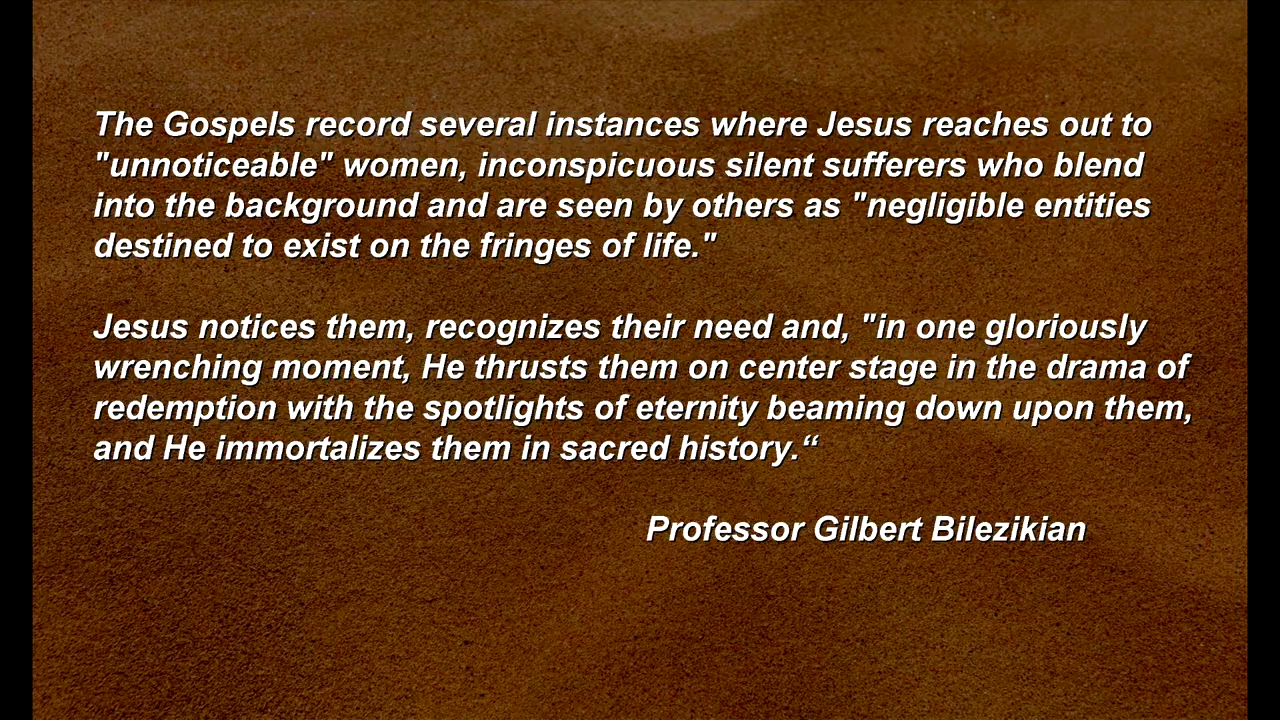 The Gospels record several instances where Jesus reaches out to
"unnoticeable" women, inconspicuous silent sufferers who blend
into the background and are seen by others as "negligible entities
destined to exist on the fringes of life."
Jesus notices them, recognizes their need and, "in one gloriously
wrenching moment, He thrusts them on center stage in the drama of
redemption with the spotlights of eternity beaming down upon them,
and He immortalizes them in sacred history.“
Professor Gilbert Bilezikian